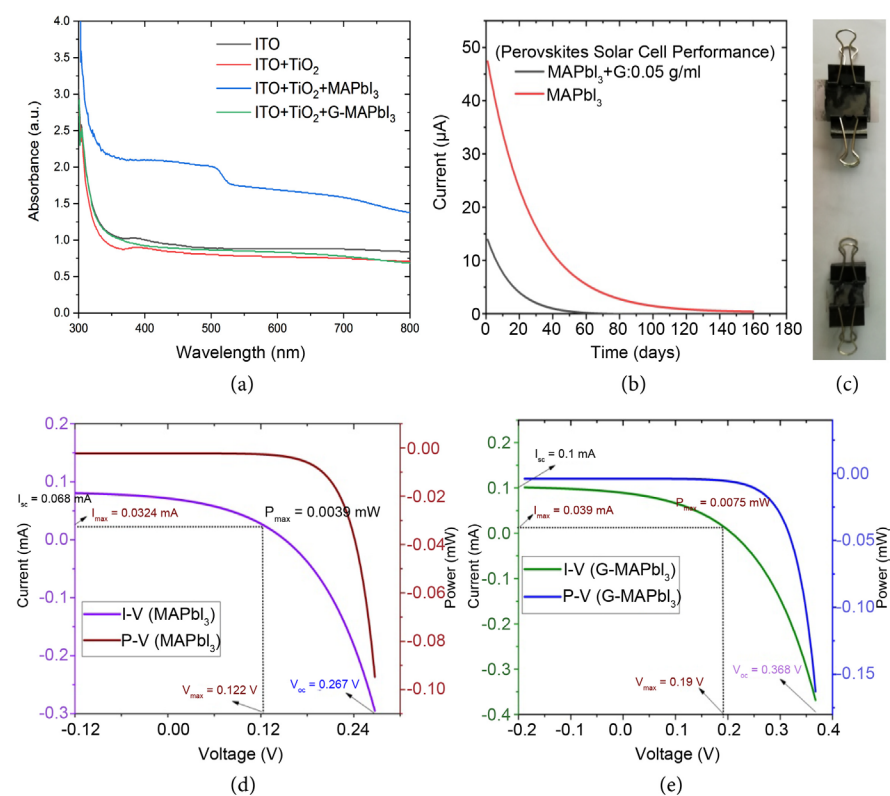 4.0
3.5
3.0
2.5
2.0
1.5
1.0
0.5
0.0
Absorbance (a.u.)
ITO
ITO+TiO₂
ITO+TiO₂+MAPbI₃
ITO+TiO₂+G-MAPbI₃
300 400 500 600 700 800
Wavelength (nm)
(a)
50
40
30
20
10
0
Current (µA)
(Perovskites Solar Cell Performance)
MAPbI₃+G:0.05 g/ml
MAPbI₃
0 20 40 60 80 100 120 140 160 180
Time (days)
(b)
(c)
0.2
0.1
0.0
-0.1
-0.2
-0.3
Current (mA)
Isc = 0.068 mA
Imax = 0.0324 mA
Pmax = 0.0039 mW
I-V (MAPbI₃)
P-V (MAPbI₃)
Vmax = 0.122 V
Voc = 0.267 V
0.00
-0.02
-0.04
-0.06
-0.08
-0.10
Power (mW)
-0.12 0.00 0.12 0.24
Voltage (V)
(d)
0.2
0.1
0.0
-0.1
-0.2
-0.3
-0.4
Current (mA)
Isc = 0.1 mA
Imax = 0.039 mA
Pmax = 0.0075mW
I-V (G-MAPbI₃)
P-V (G-MAPbI₃)
Vmax = 0.19 V
Voc = 0.368 V
0.00
-0.05
-0.10
-0.15
Power (mW)
-0.2 -0.1 0.0 0.1 0.2 0.3 0.4
Voltage (V)
(e)